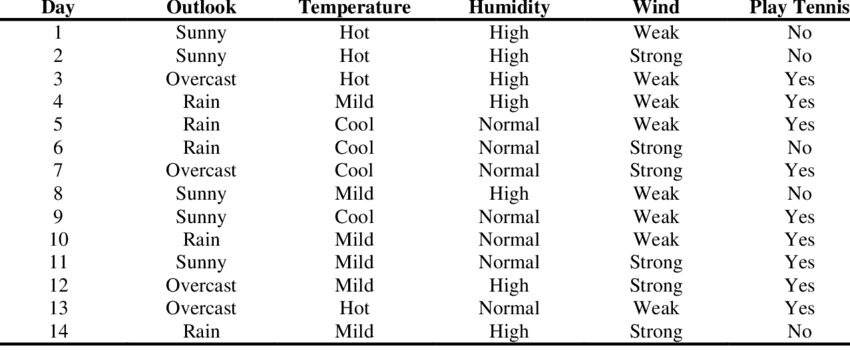 Day Outlook Temperature Humidity Wind Play Tennis
1 Sunny Hot High Weak No
2 Sunny Hot High Strong No
3 Overcast Hot High Weak Yes
4 Rain Mild High Weak Yes
5 Rain Cool Normal Weak Yes
6 Rain Cool Normal Strong No
7 Overcast Cool Normal Strong Yes
8 Sunny Mild High Weak No
9 Sunny Cool Normal Weak Yes
10 Rain Mild Normal Weak Yes
11 Sunny Mild Normal Strong Yes
12 Overcast Mild High Strong Yes
13 Overcast Hot Normal Weak Yes
14 Rain Mild High Strong No